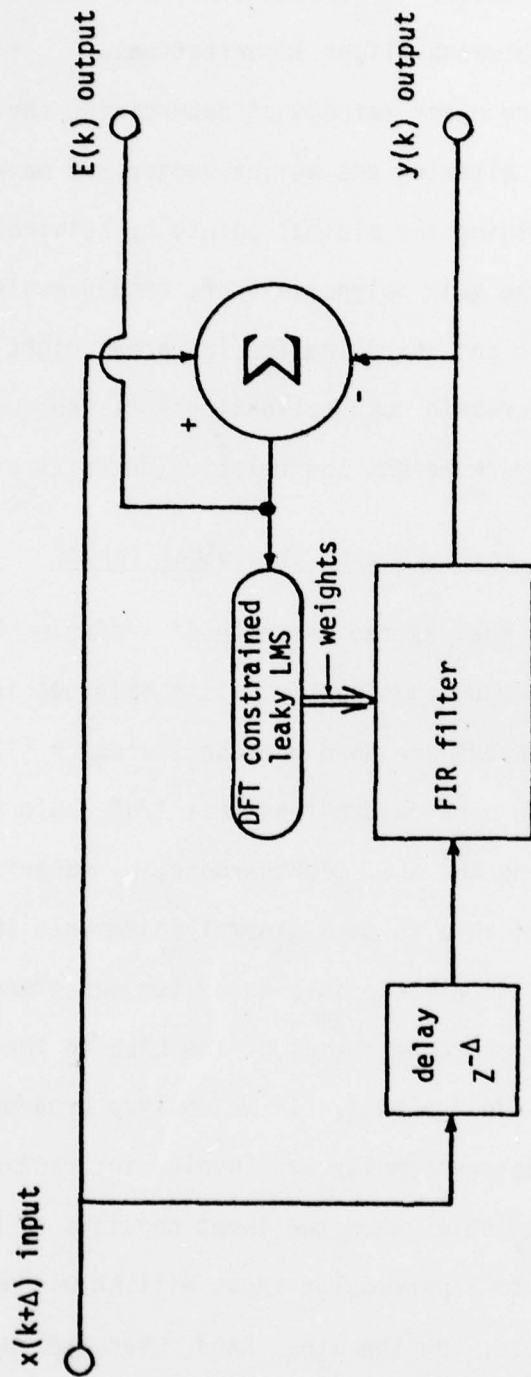 x(k+Δ) input
E(k) output
+
Σ
-
DFT constrained
leaky LMS
weights
delay
Z^-Δ
FIR filter
y(k) output